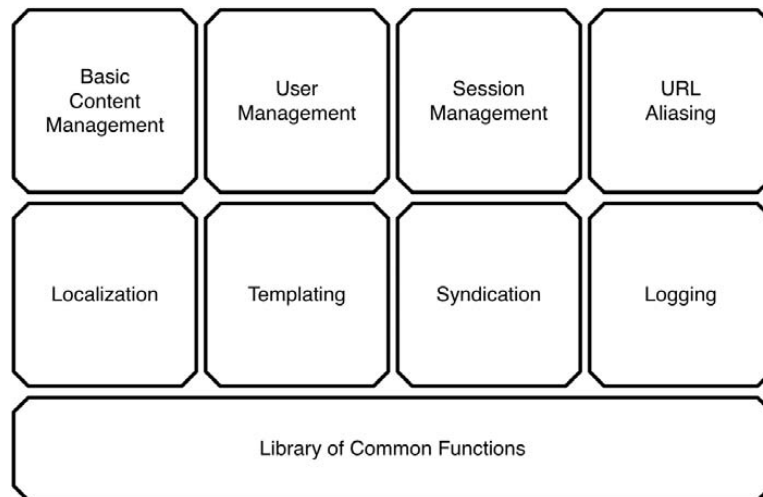 Basic
Content
Management
User
Management
Session
Management
URL
Aliasing
Localization
Templating
Syndication
Logging
Library of Common Functions